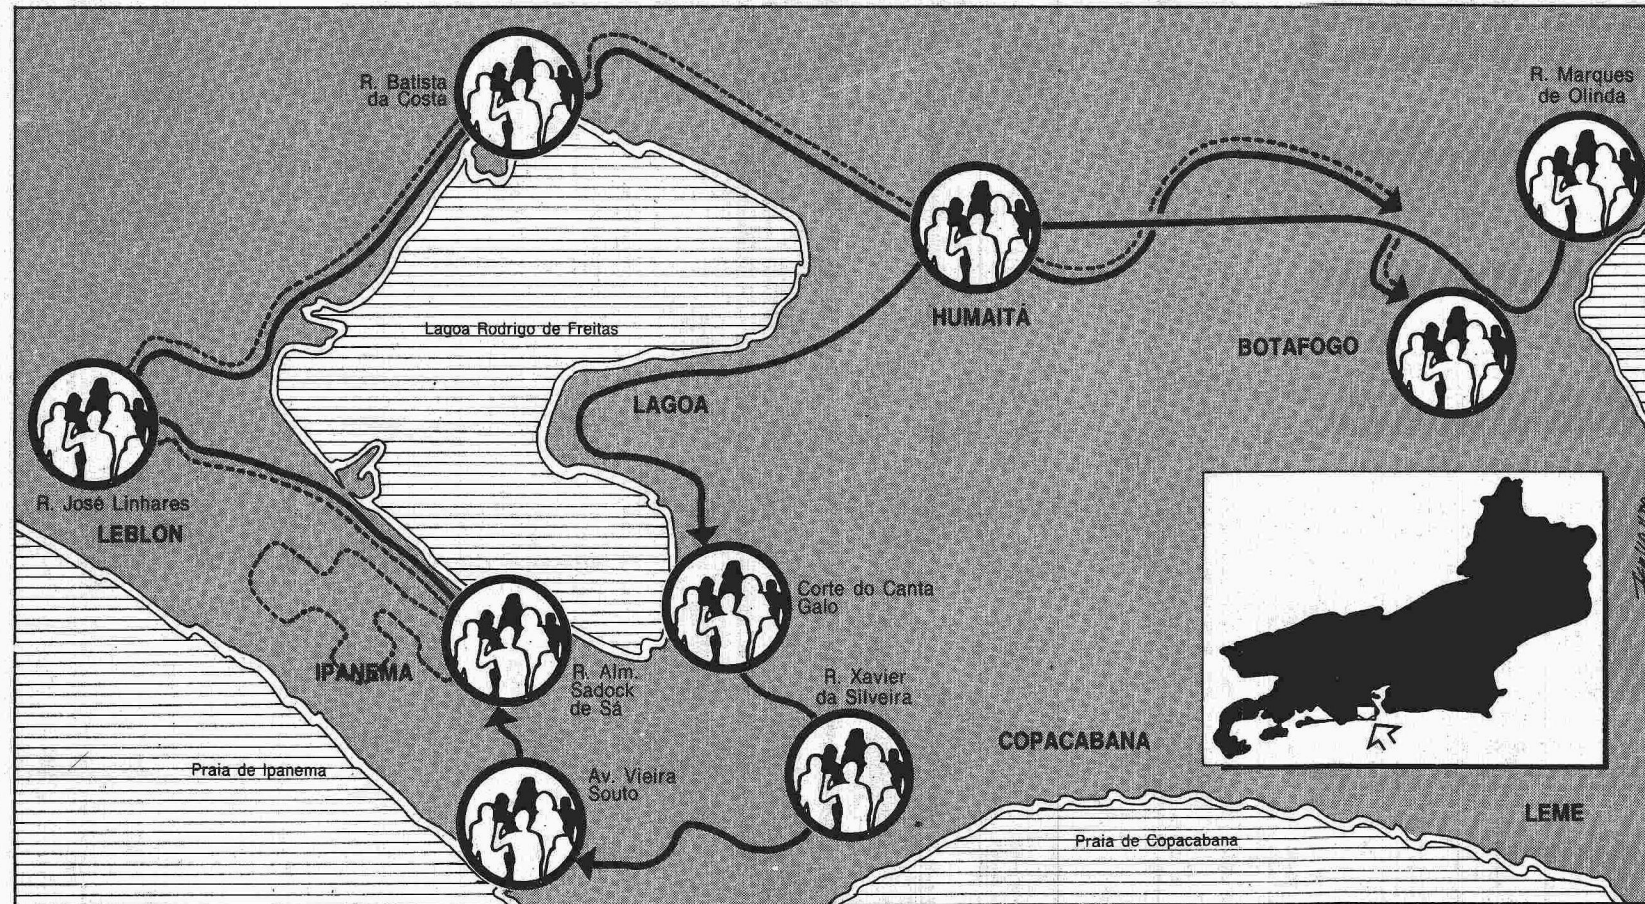 R. Batista
da Costa
R. Marques
de Olinda
HUMAITÁ
Lagoa Rodrigo de Freitas
BOTAFOGO
LAGOA
R. José Linhares
LEBLON
Corte do Canta
Galo
IPANEMA
R. Alm.
Sadock
de Sá
R. Xavier
da Silveira
COPACABANA
Praia de Ipanema
Av. Vieira
Souto
LEME
Praia de Copacabana